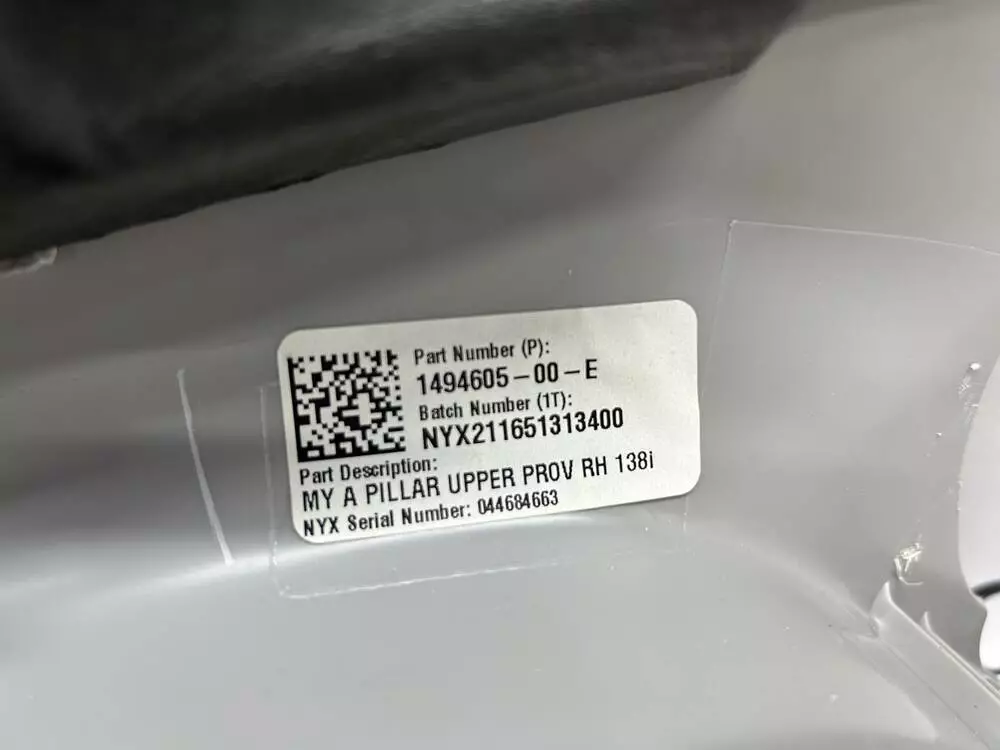 Part Number (P):
1494605-00-E
Batch Number (1T):
NYX211651313400
Part Description:
MY A PILLAR UPPER PROV RH 138i
NYX Serial Number: 044684663